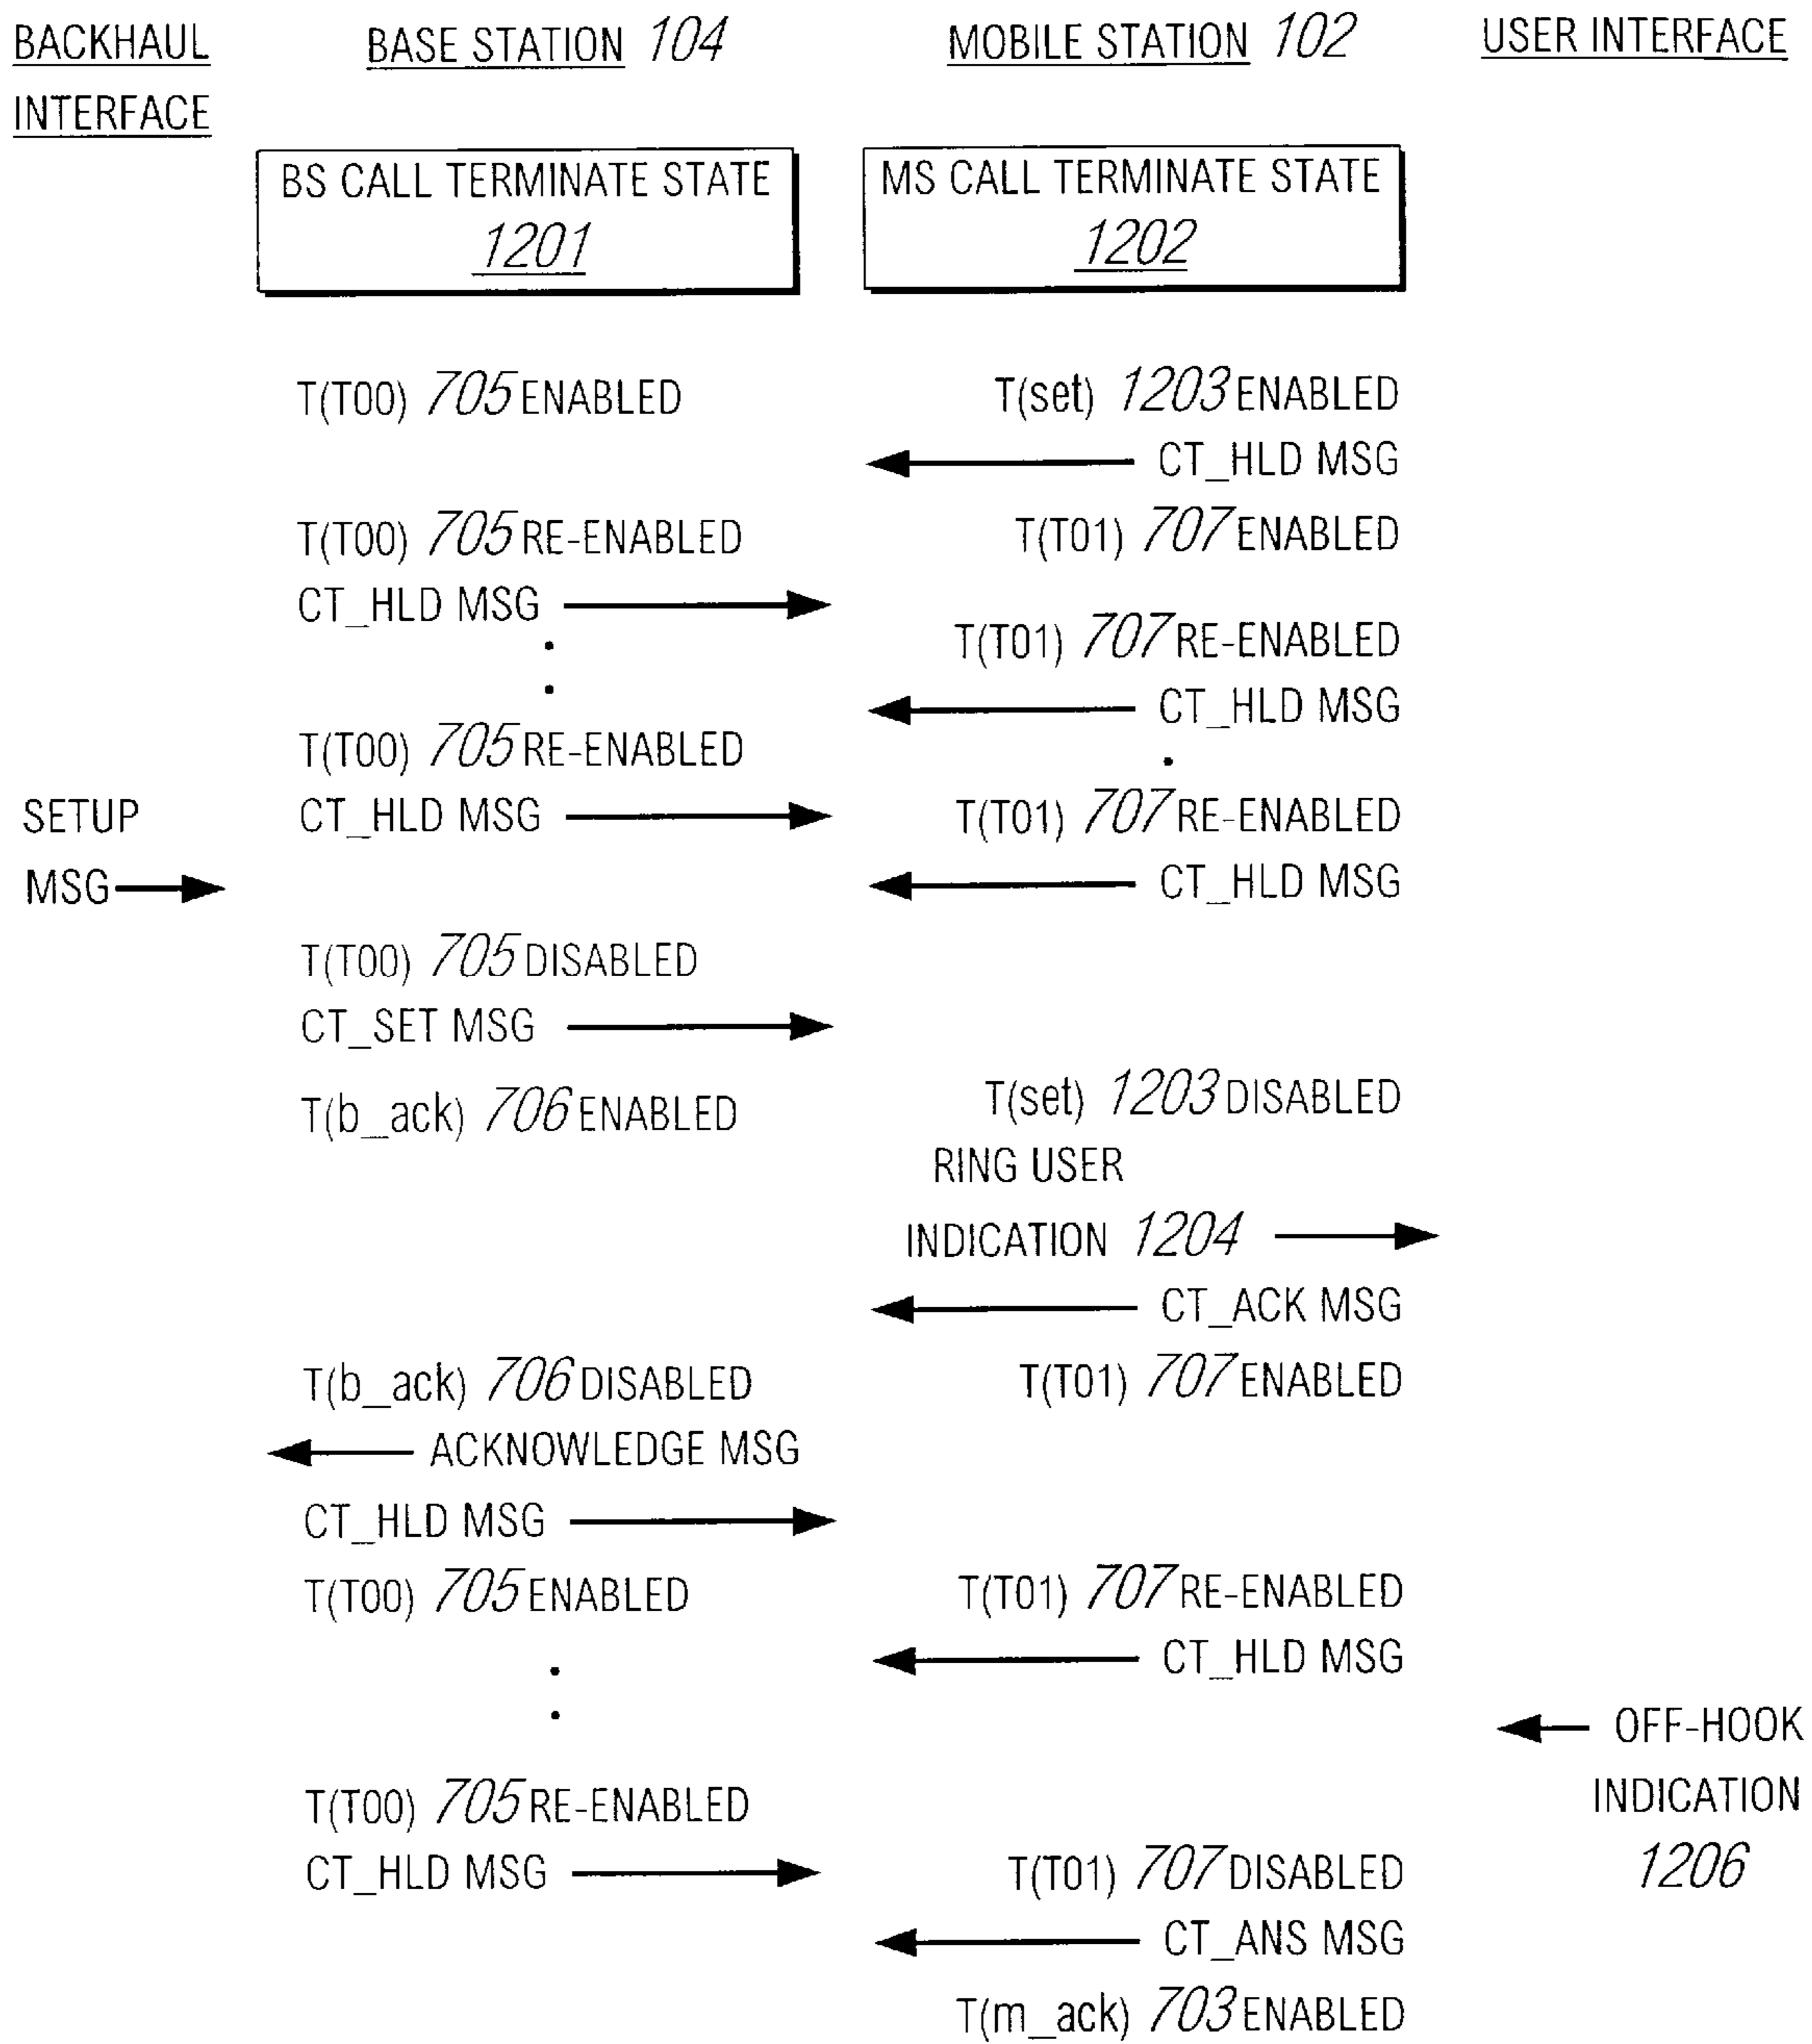 BACKHAUL INTERFACE
BASE STATION 104
MOBILE STATION 102
USER INTERFACE
BS CALL TERMINATE STATE
1201
MS CALL TERMINATE STATE
1202
T(T00) 705 ENABLED
T(set) 1203 ENABLED
CT_HLD MSG
T(T00) 705 RE-ENABLED
T(T01) 707 ENABLED
CT_HLD MSG
T(T01) 707 RE-ENABLED
CT_HLD MSG
T(T00) 705 RE-ENABLED
SETUP
CT_HLD MSG
T(T01) 707 RE-ENABLED
MSG
CT_HLD MSG
T(T00) 705 DISABLED
CT_SET MSG
T(b_ack) 706 ENABLED
T(set) 1203 DISABLED
RING USER
INDICATION 1204
CT_ACK MSG
T(b_ack) 706 DISABLED
T(T01) 707 ENABLED
ACKNOWLEDGE MSG
CT_HLD MSG
T(T00) 705 ENABLED
T(T01) 707 RE-ENABLED
CT_HLD MSG
OFF-HOOK
INDICATION
1206
T(T00) 705 RE-ENABLED
CT_HLD MSG
T(T01) 707 DISABLED
CT_ANS MSG
T(m_ack) 703 ENABLED